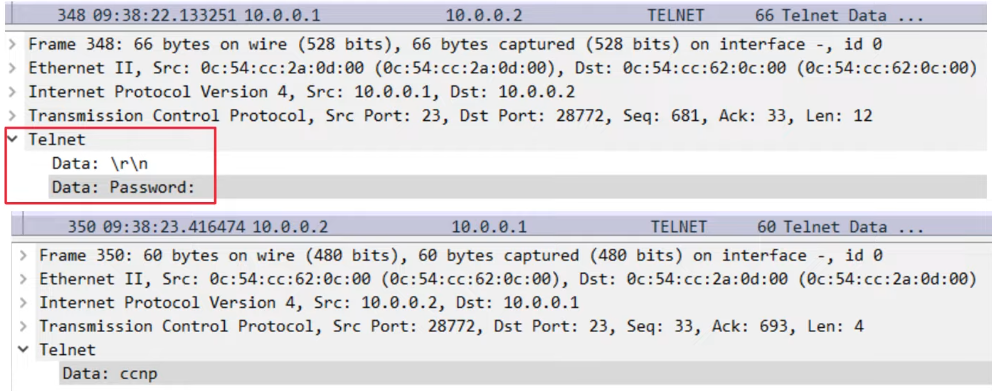 348 09:38:22.133251 10.0.0.1 10.0.0.2 TELNET 66 Telnet Data ...
Frame 348: 66 bytes on wire (528 bits), 66 bytes captured (528 bits) on interface -, id 0
Ethernet II, Src: 0c:54:cc:2a:0d:00 (0c:54:cc:2a:0d:00), Dst: 0c:54:cc:62:0c:00 (0c:54:cc:62:0c:00)
Internet Protocol Version 4, Src: 10.0.0.1, Dst: 10.0.0.2
Transmission Control Protocol, Src Port: 23, Dst Port: 28772, Seq: 681, Ack: 33, Len: 12
Telnet
Data: \r\n
Data: Password:
350 09:38:23.416474 10.0.0.2 10.0.0.1 TELNET 60 Telnet Data ...
Frame 350: 60 bytes on wire (480 bits), 60 bytes captured (480 bits) on interface -, id 0
Ethernet II, Src: 0c:54:cc:62:0c:00 (0c:54:cc:62:0c:00), Dst: 0c:54:cc:2a:0d:00 (0c:54:cc:2a:0d:00)
Internet Protocol Version 4, Src: 10.0.0.2, Dst: 10.0.0.1
Transmission Control Protocol, Src Port: 28772, Dst Port: 23, Seq: 33, Ack: 693, Len: 4
Telnet
Data: ccnp